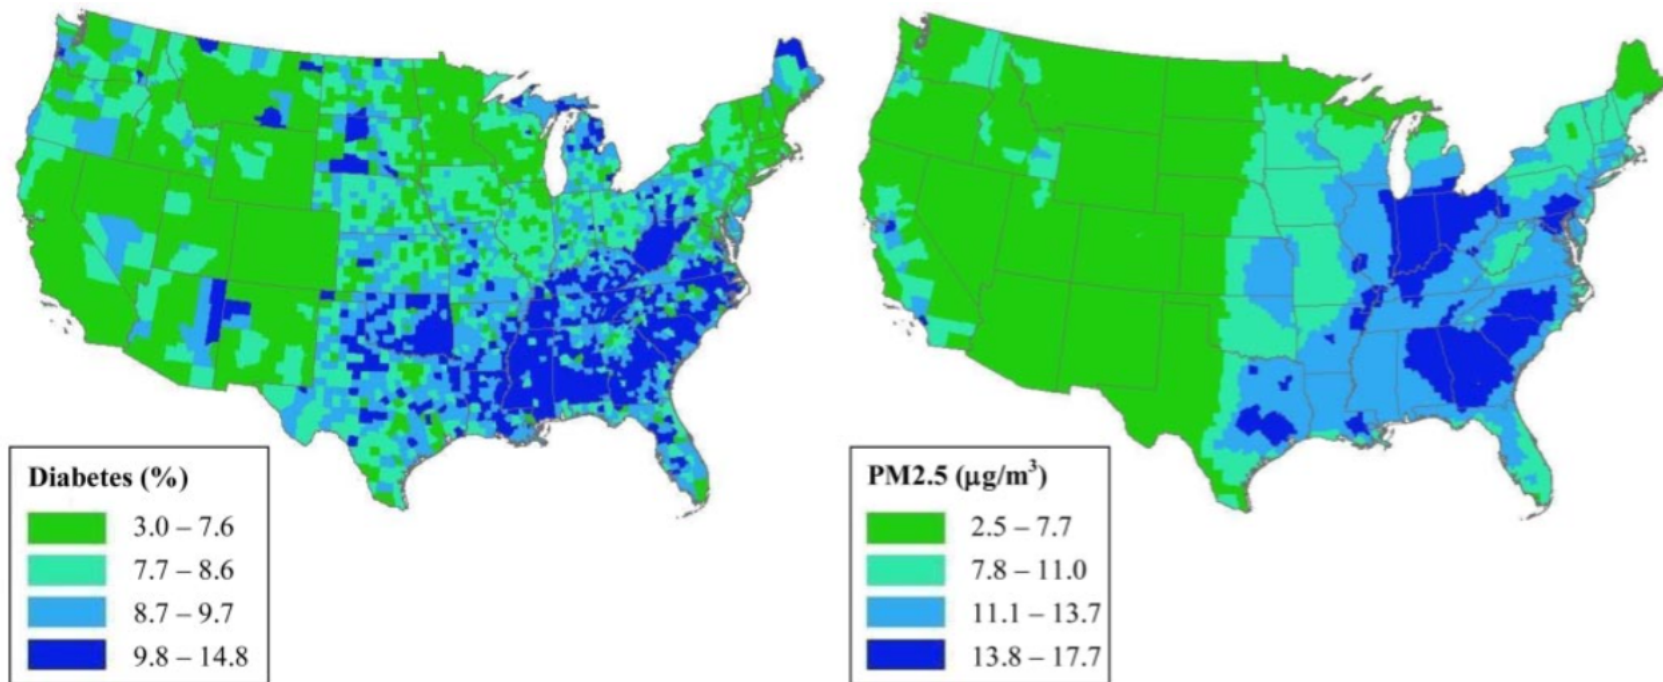 Diabetes (%)
3.0 – 7.6
7.7 – 8.6
8.7 – 9.7
9.8 – 14.8
PM2.5 (μg/m³)
2.5 – 7.7
7.8 – 11.0
11.1 – 13.7
13.8 – 17.7